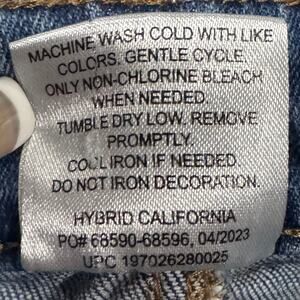 MACHINE WASH COLD WITH LIKE
COLORS. GENTLE CYCLE.
ONLY NON-CHLORINE BLEACH
WHEN NEEDED.
TUMBLE DRY LOW. REMOVE
PROMPTLY.
COOL IRON IF NEEDED.
DO NOT IRON DECORATION.
HYBRID CALIFORNIA
PO# 68590-68596, 04/2023
UPC 197026280025